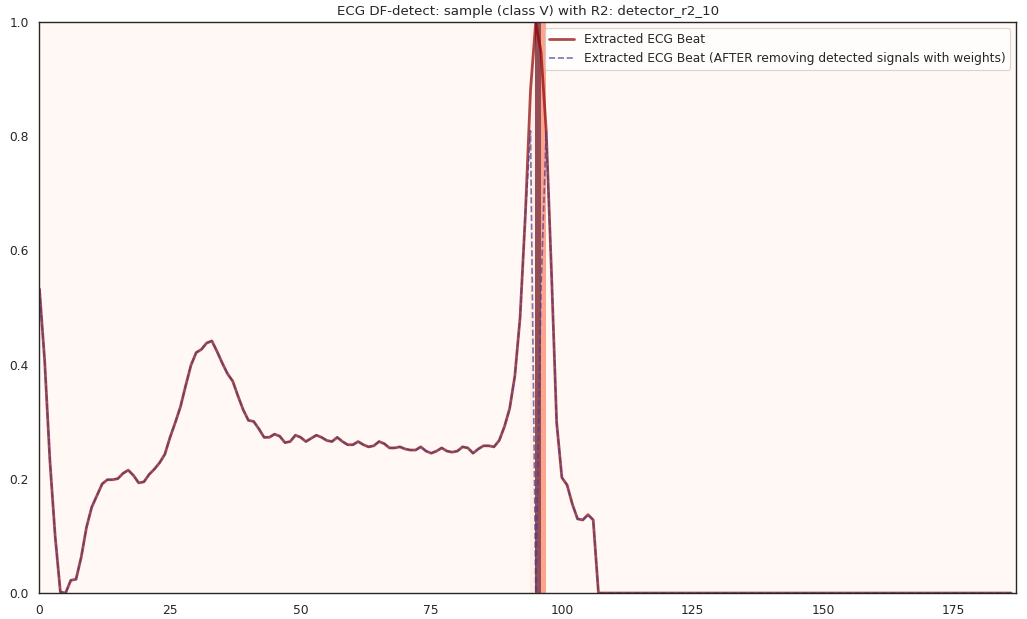 ECG DF-detect: sample (class V) with R2: detector_r2_10
1.0
Extracted ECG Beat
Extracted ECG Beat (AFTER removing detected signals with weights)
0.8
0.6
0.4
0.2
0.0
0 25 50 75 100 125 150 175